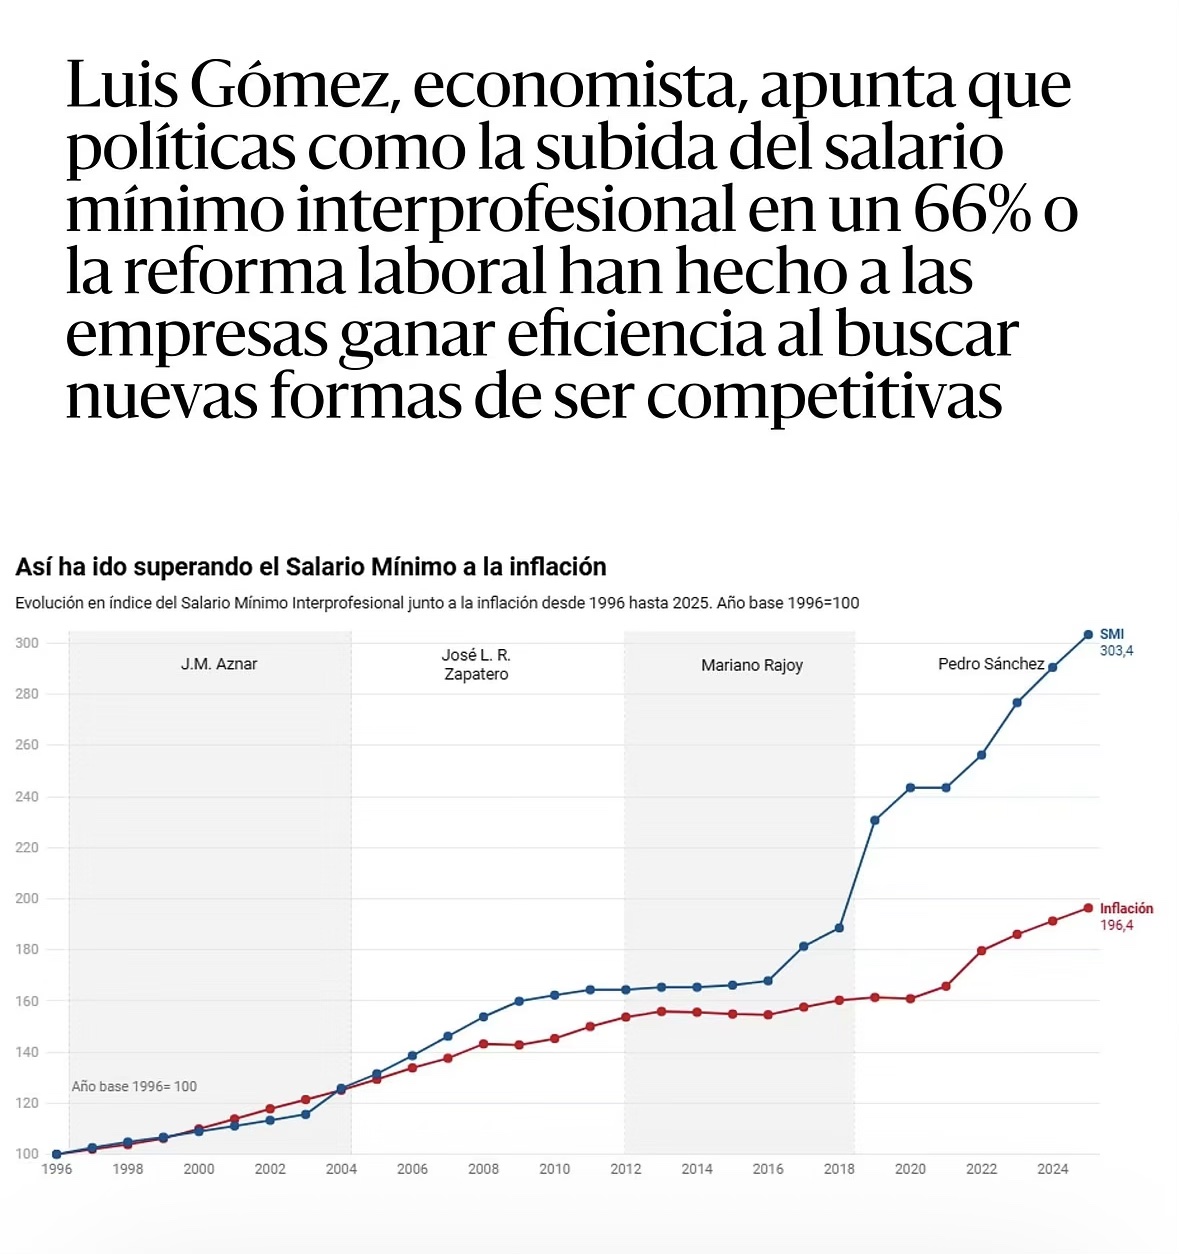 Luis Gómez, economista, apunta que
políticas como la subida del salario
mínimo interprofesional en un 66% o
la reforma laboral han hecho a las
empresas ganar eficiencia al buscar
nuevas formas de ser competitivas
Así ha ido superando el Salario Mínimo a la inflación
Evolución en índice del Salario Mínimo Interprofesional junto a la inflación desde 1996 hasta 2025. Año base 1996=100
J.M. Aznar
José L. R.
Zapatero
Mariano Rajoy
Pedro Sánchez
SMI
303,4
Inflación
196,4
300
280
260
240
220
200
180
160
140
120
100
Año base 1996= 100
1996 1998 2000 2002 2004 2006 2008 2010 2012 2014 2016 2018 2020 2022 2024